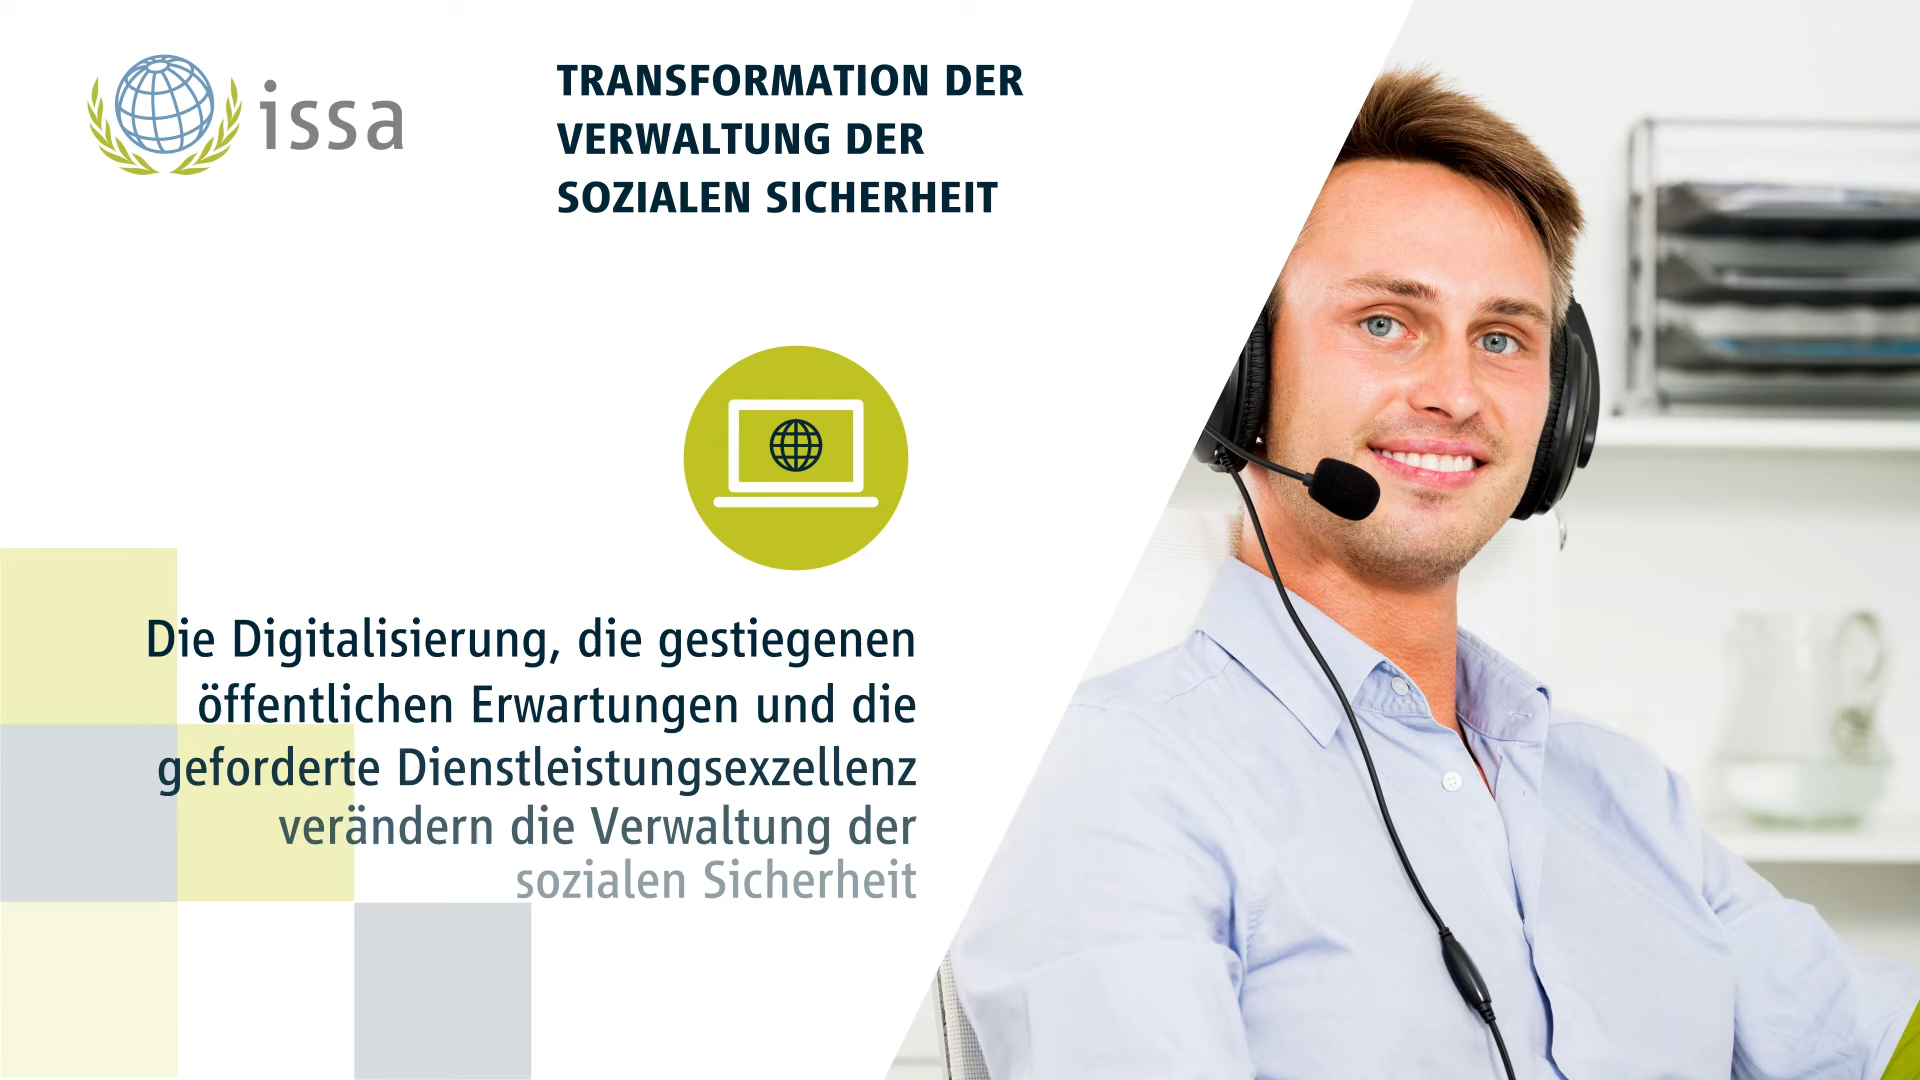 issa
TRANSFORMATION DER
VERWALTUNG DER
SOZIALEN SICHERHEIT
Die Digitalisierung, die gestiegenen
öffentlichen Erwartungen und die
geforderte Dienstleistungsexzellenz
verändern die Verwaltung der
sozialen Sicherheit